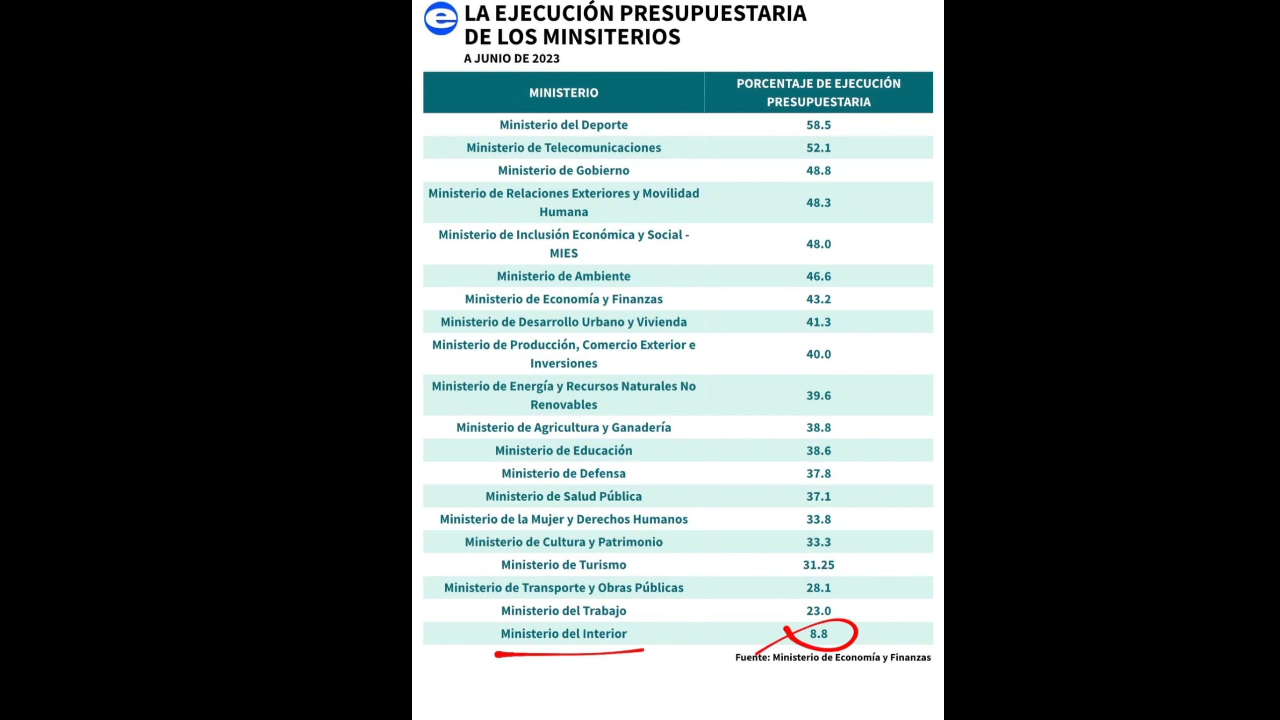 e
LA EJECUCIÓN PRESUPUESTARIA
DE LOS MINSITERIOS
A JUNIO DE 2023
MINISTERIO
PORCENTAJE DE EJECUCIÓN
PRESUPUESTARIA
Ministerio del Deporte 58.5
Ministerio de Telecomunicaciones 52.1
Ministerio de Gobierno 48.8
Ministerio de Relaciones Exteriores y Movilidad
Humana
48.3
Ministerio de Inclusión Económica y Social -
MIES
48.0
Ministerio de Ambiente 46.6
Ministerio de Economía y Finanzas 43.2
Ministerio de Desarrollo Urbano y Vivienda 41.3
Ministerio de Producción, Comercio Exterior e
Inversiones
40.0
Ministerio de Energía y Recursos Naturales No
Renovables
39.6
Ministerio de Agricultura y Ganadería 38.8
Ministerio de Educación 38.6
Ministerio de Defensa 37.8
Ministerio de Salud Pública 37.1
Ministerio de la Mujer y Derechos Humanos 33.8
Ministerio de Cultura y Patrimonio 33.3
Ministerio de Turismo 31.25
Ministerio de Transporte y Obras Públicas 28.1
Ministerio del Trabajo 23.0
Ministerio del Interior 8.8
Fuente: Ministerio de Economía y Finanzas